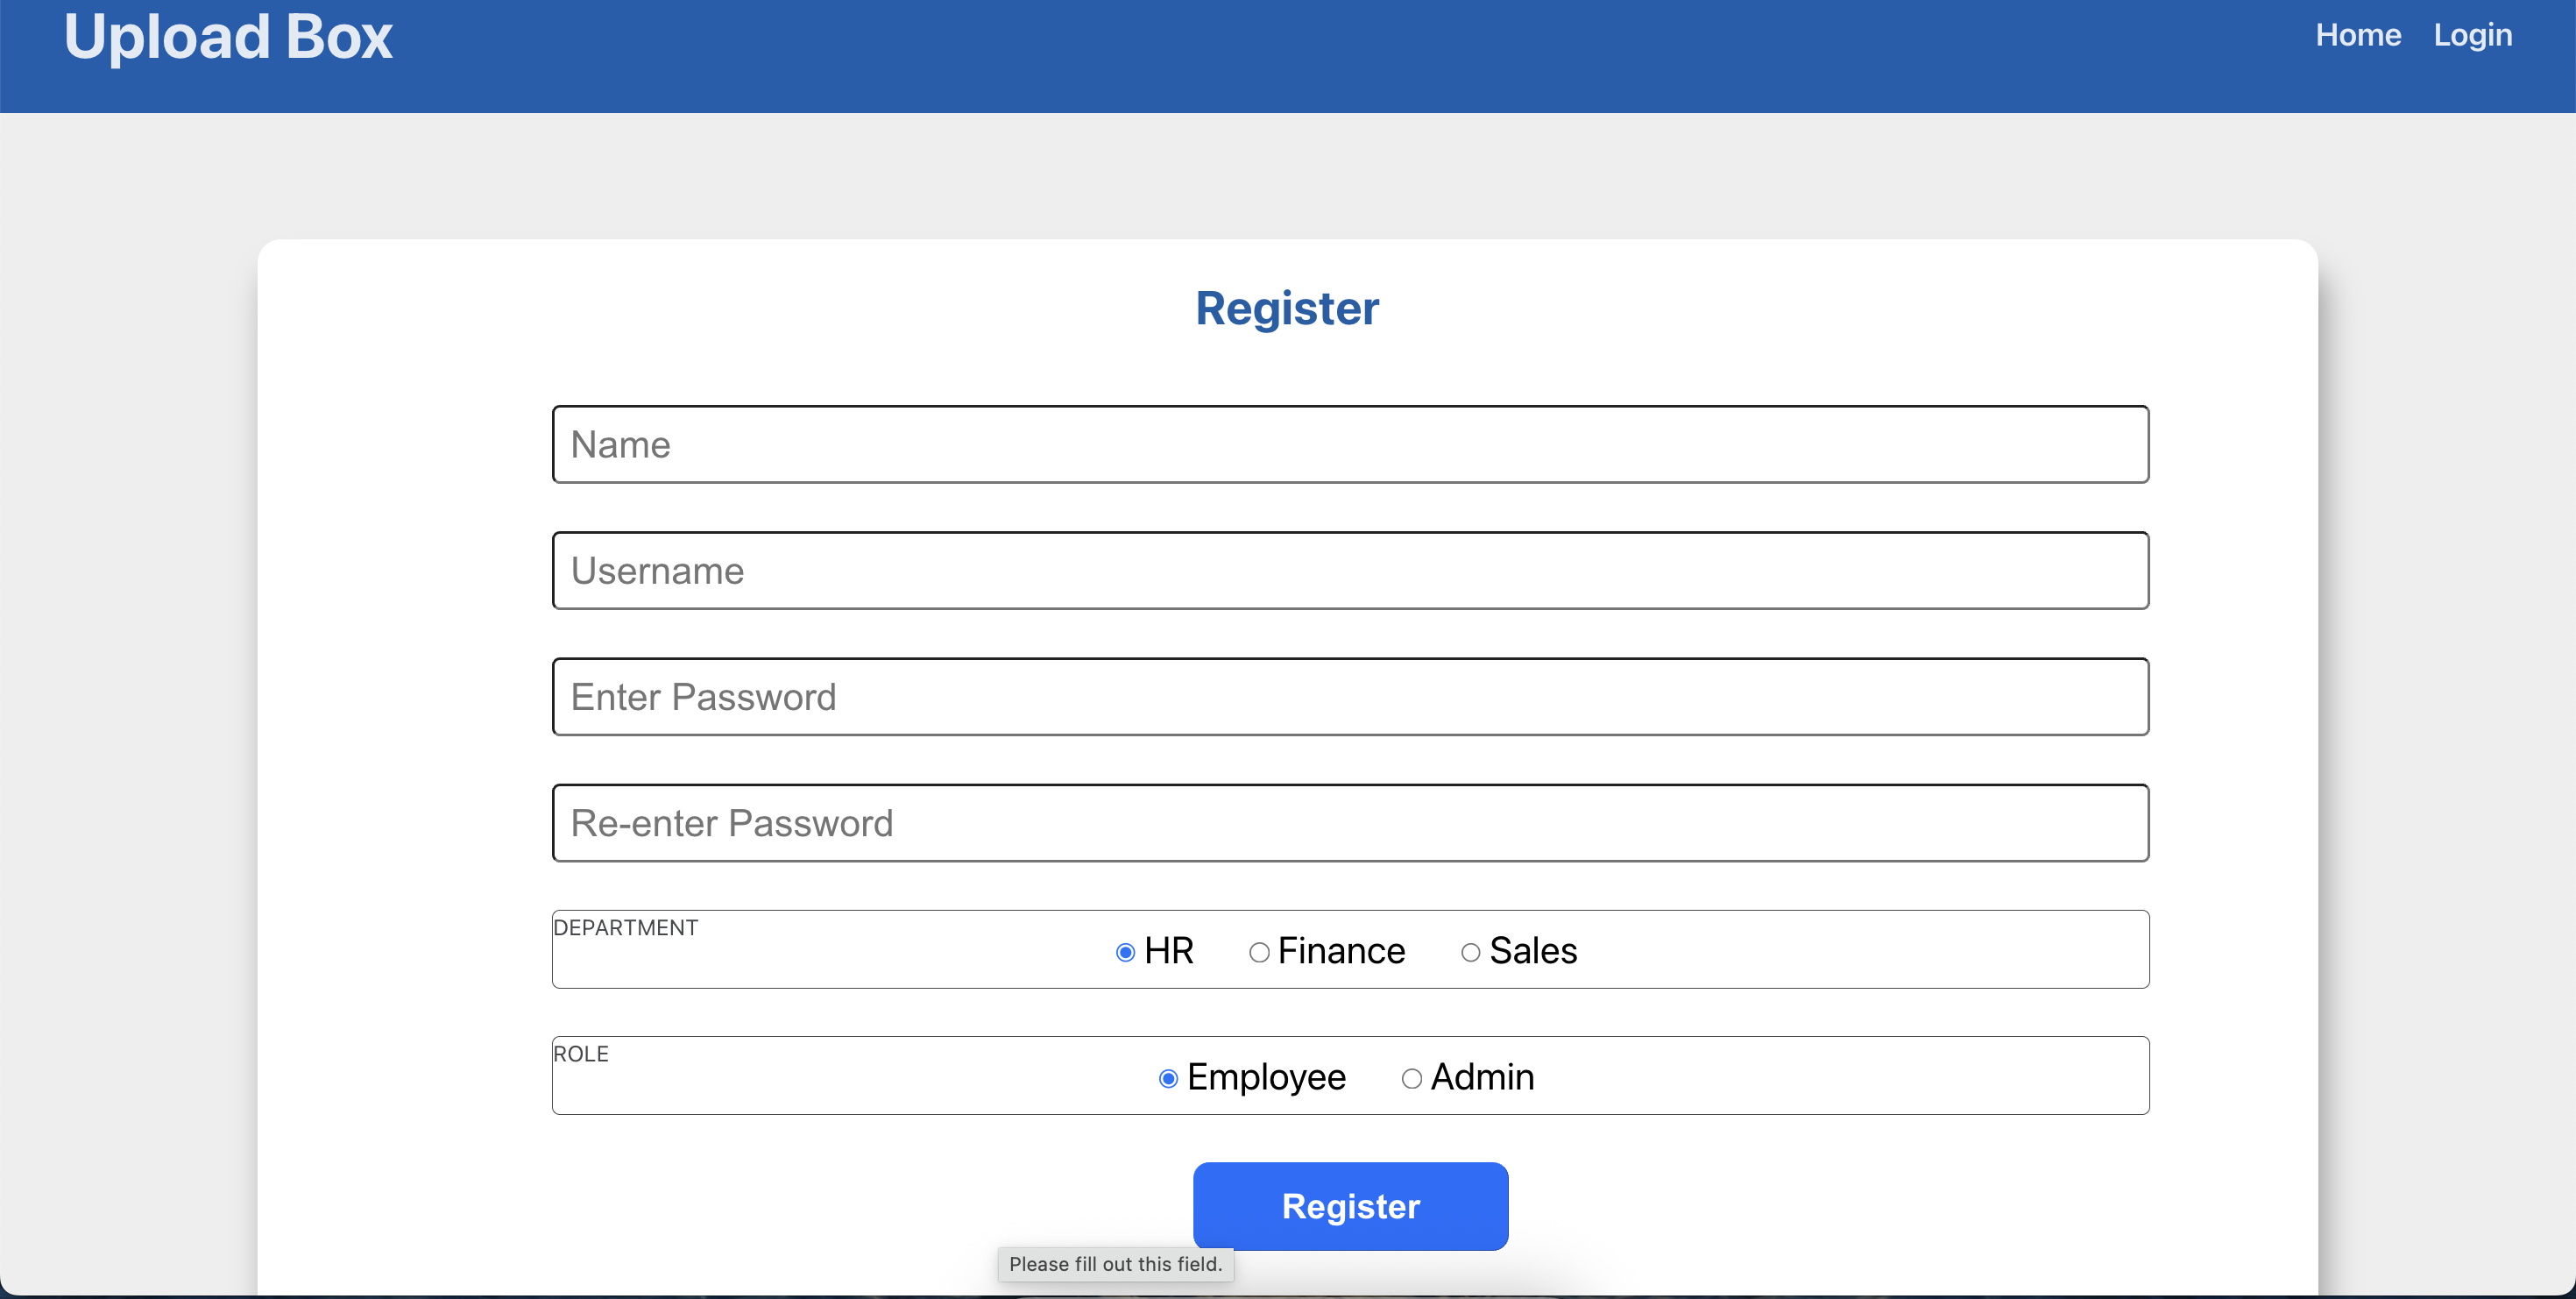 Upload Box
Home Login
Register
Name
Username
Enter Password
Re-enter Password
DEPARTMENT
HR Finance Sales
ROLE
Employee Admin
Register
Please fill out this field.